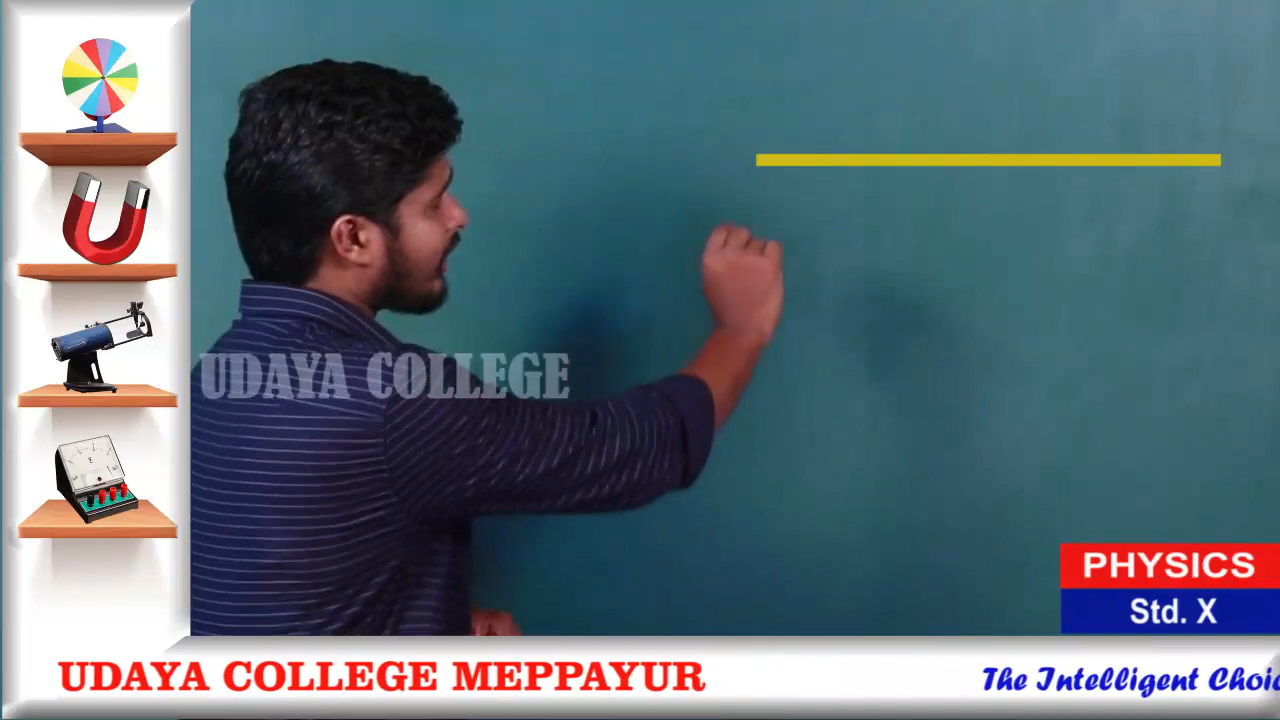 UDAYA COLLEGE
PHYSICS
Std. X
UDAYA COLLEGE MEPPAYUR
The Intelligent Choic